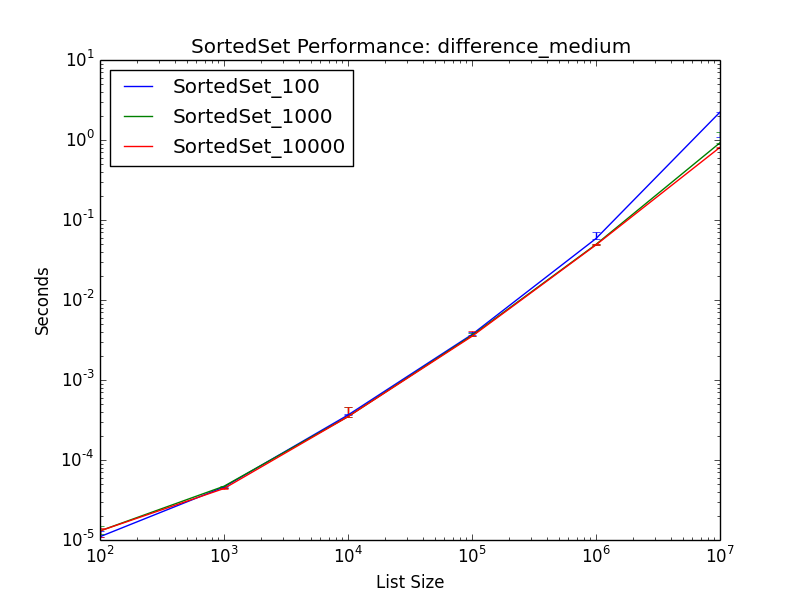 SortedSet Performance: difference_medium
10^1
SortedSet_100
SortedSet_1000
SortedSet_10000
10^0
10^-1
10^-2
10^-3
10^-4
10^-5
Seconds
10^2
10^3
10^4
10^5
10^6
10^7
List Size